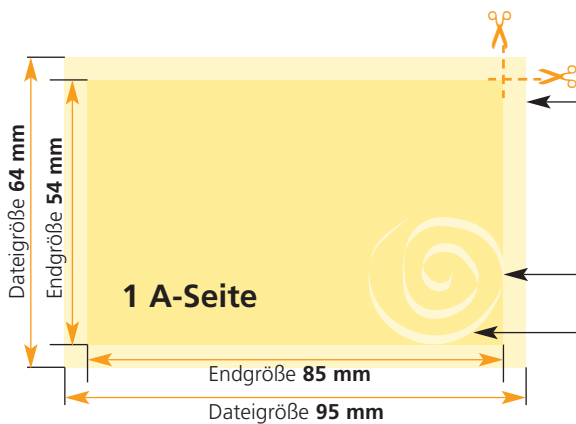 Dateigröße 64 mm
Endgröße 54 mm
1 A-Seite
Endgröße 85 mm
Dateigröße 95 mm